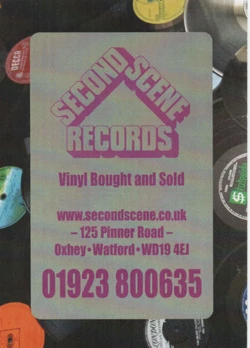 DECCA
SECOND
SCENE
RECORDS
Vinyl Bought and Sold
www.secondscene.co.uk
– 125 Pinner Road –
Oxhey • Watford • WD19 4EJ
01923 800635